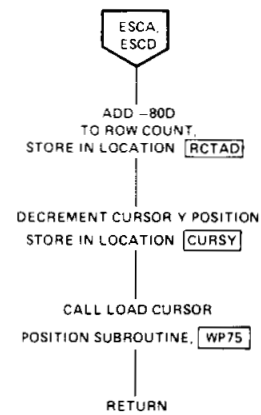 ESCA,
ESCD
ADD –80D
TO ROW COUNT,
STORE IN LOCATION RCTAD
DECREMENT CURSOR Y POSITION
STORE IN LOCATION CURSY
CALL LOAD CURSOR
POSITION SUBROUTINE, WP75
RETURN